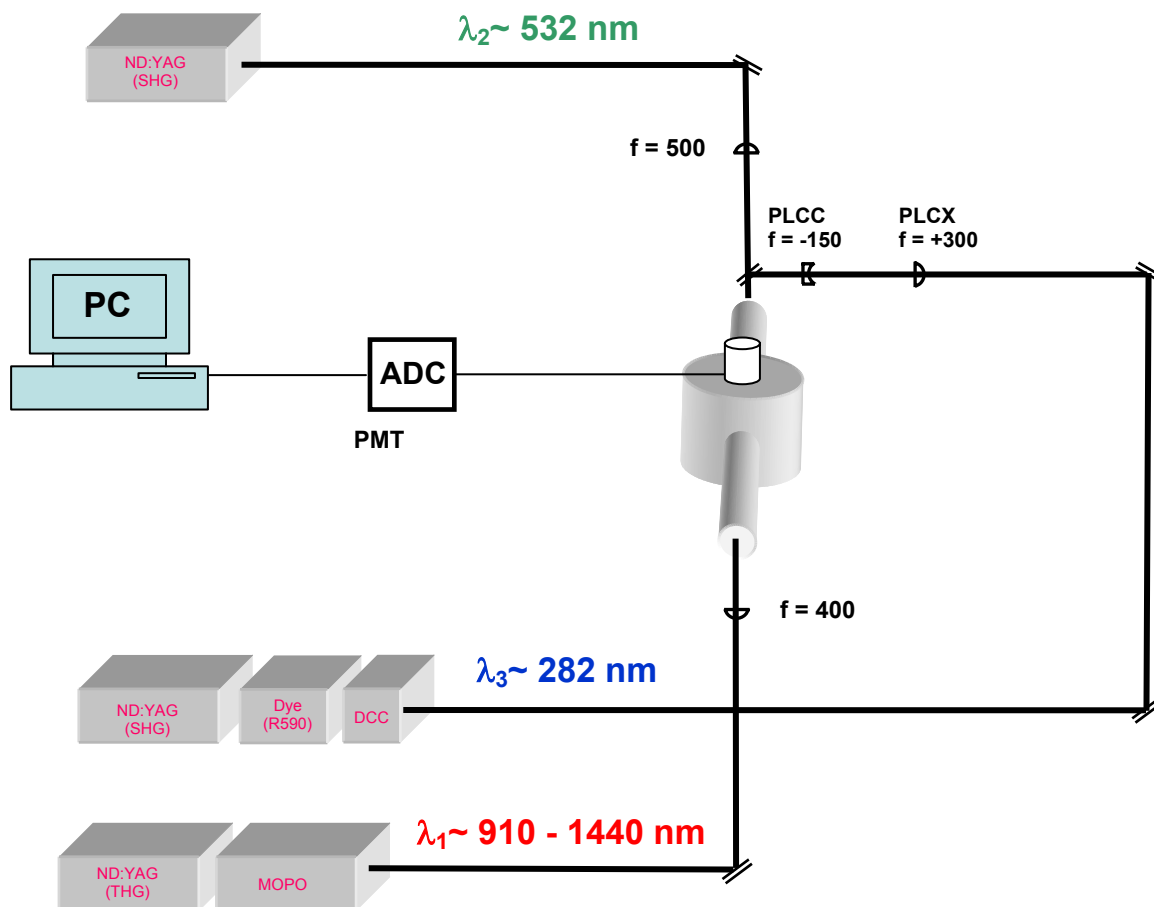 λ2~ 532 nm
ND:YAG
(SHG)
f = 500
PLCC
f = -150
PLCX
f = +300
PC
ADC
PMT
f = 400
λ3~ 282 nm
ND:YAG
(SHG)
Dye
(R590)
DCC
λ1~ 910 - 1440 nm
ND:YAG
(THG)
MOPO